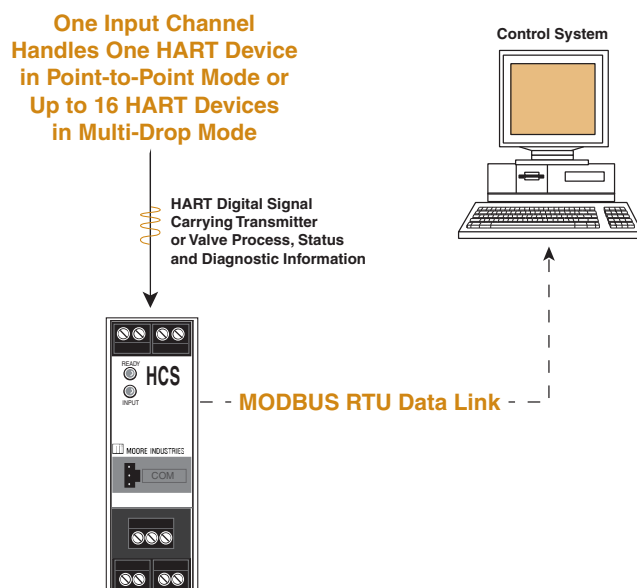 One Input Channel
Handles One HART Device
in Point-to-Point Mode or
Up to 16 HART Devices
in Multi-Drop Mode
Control System
HART Digital Signal
Carrying Transmitter
or Valve Process, Status
and Diagnostic Information
READY
HCS
INPUT
MODBUS RTU Data Link
MOORE INDUSTRIES
COM